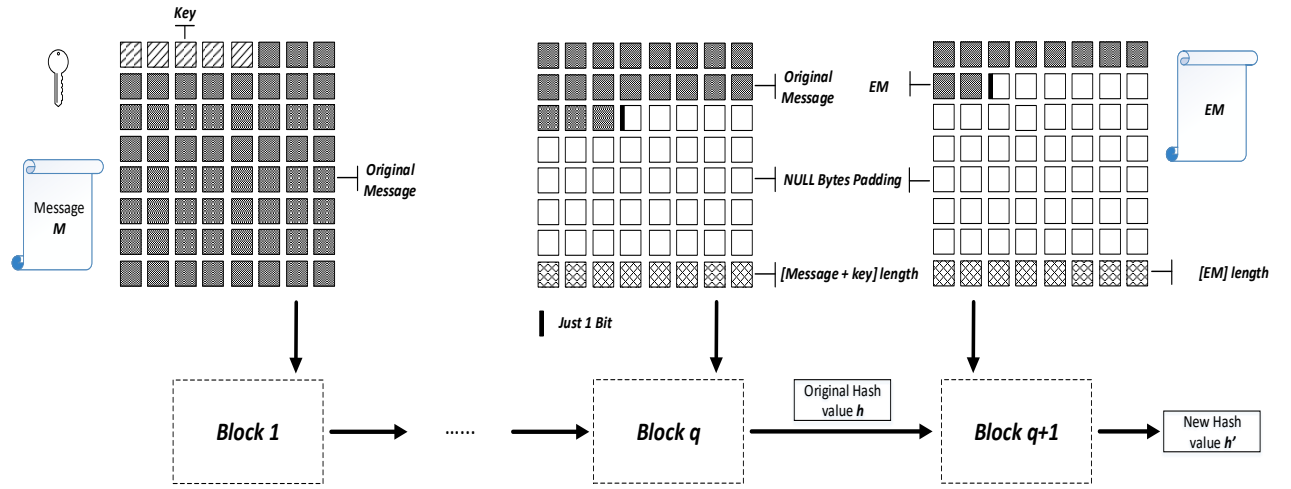 Key
Original
Message
Message
M
Original
Message
NULL Bytes Padding
[Message + key] length
Just 1 Bit
EM
EM
[EM] length
Block 1
......
Block q
Original Hash
value h
Block q+1
New Hash
value h’